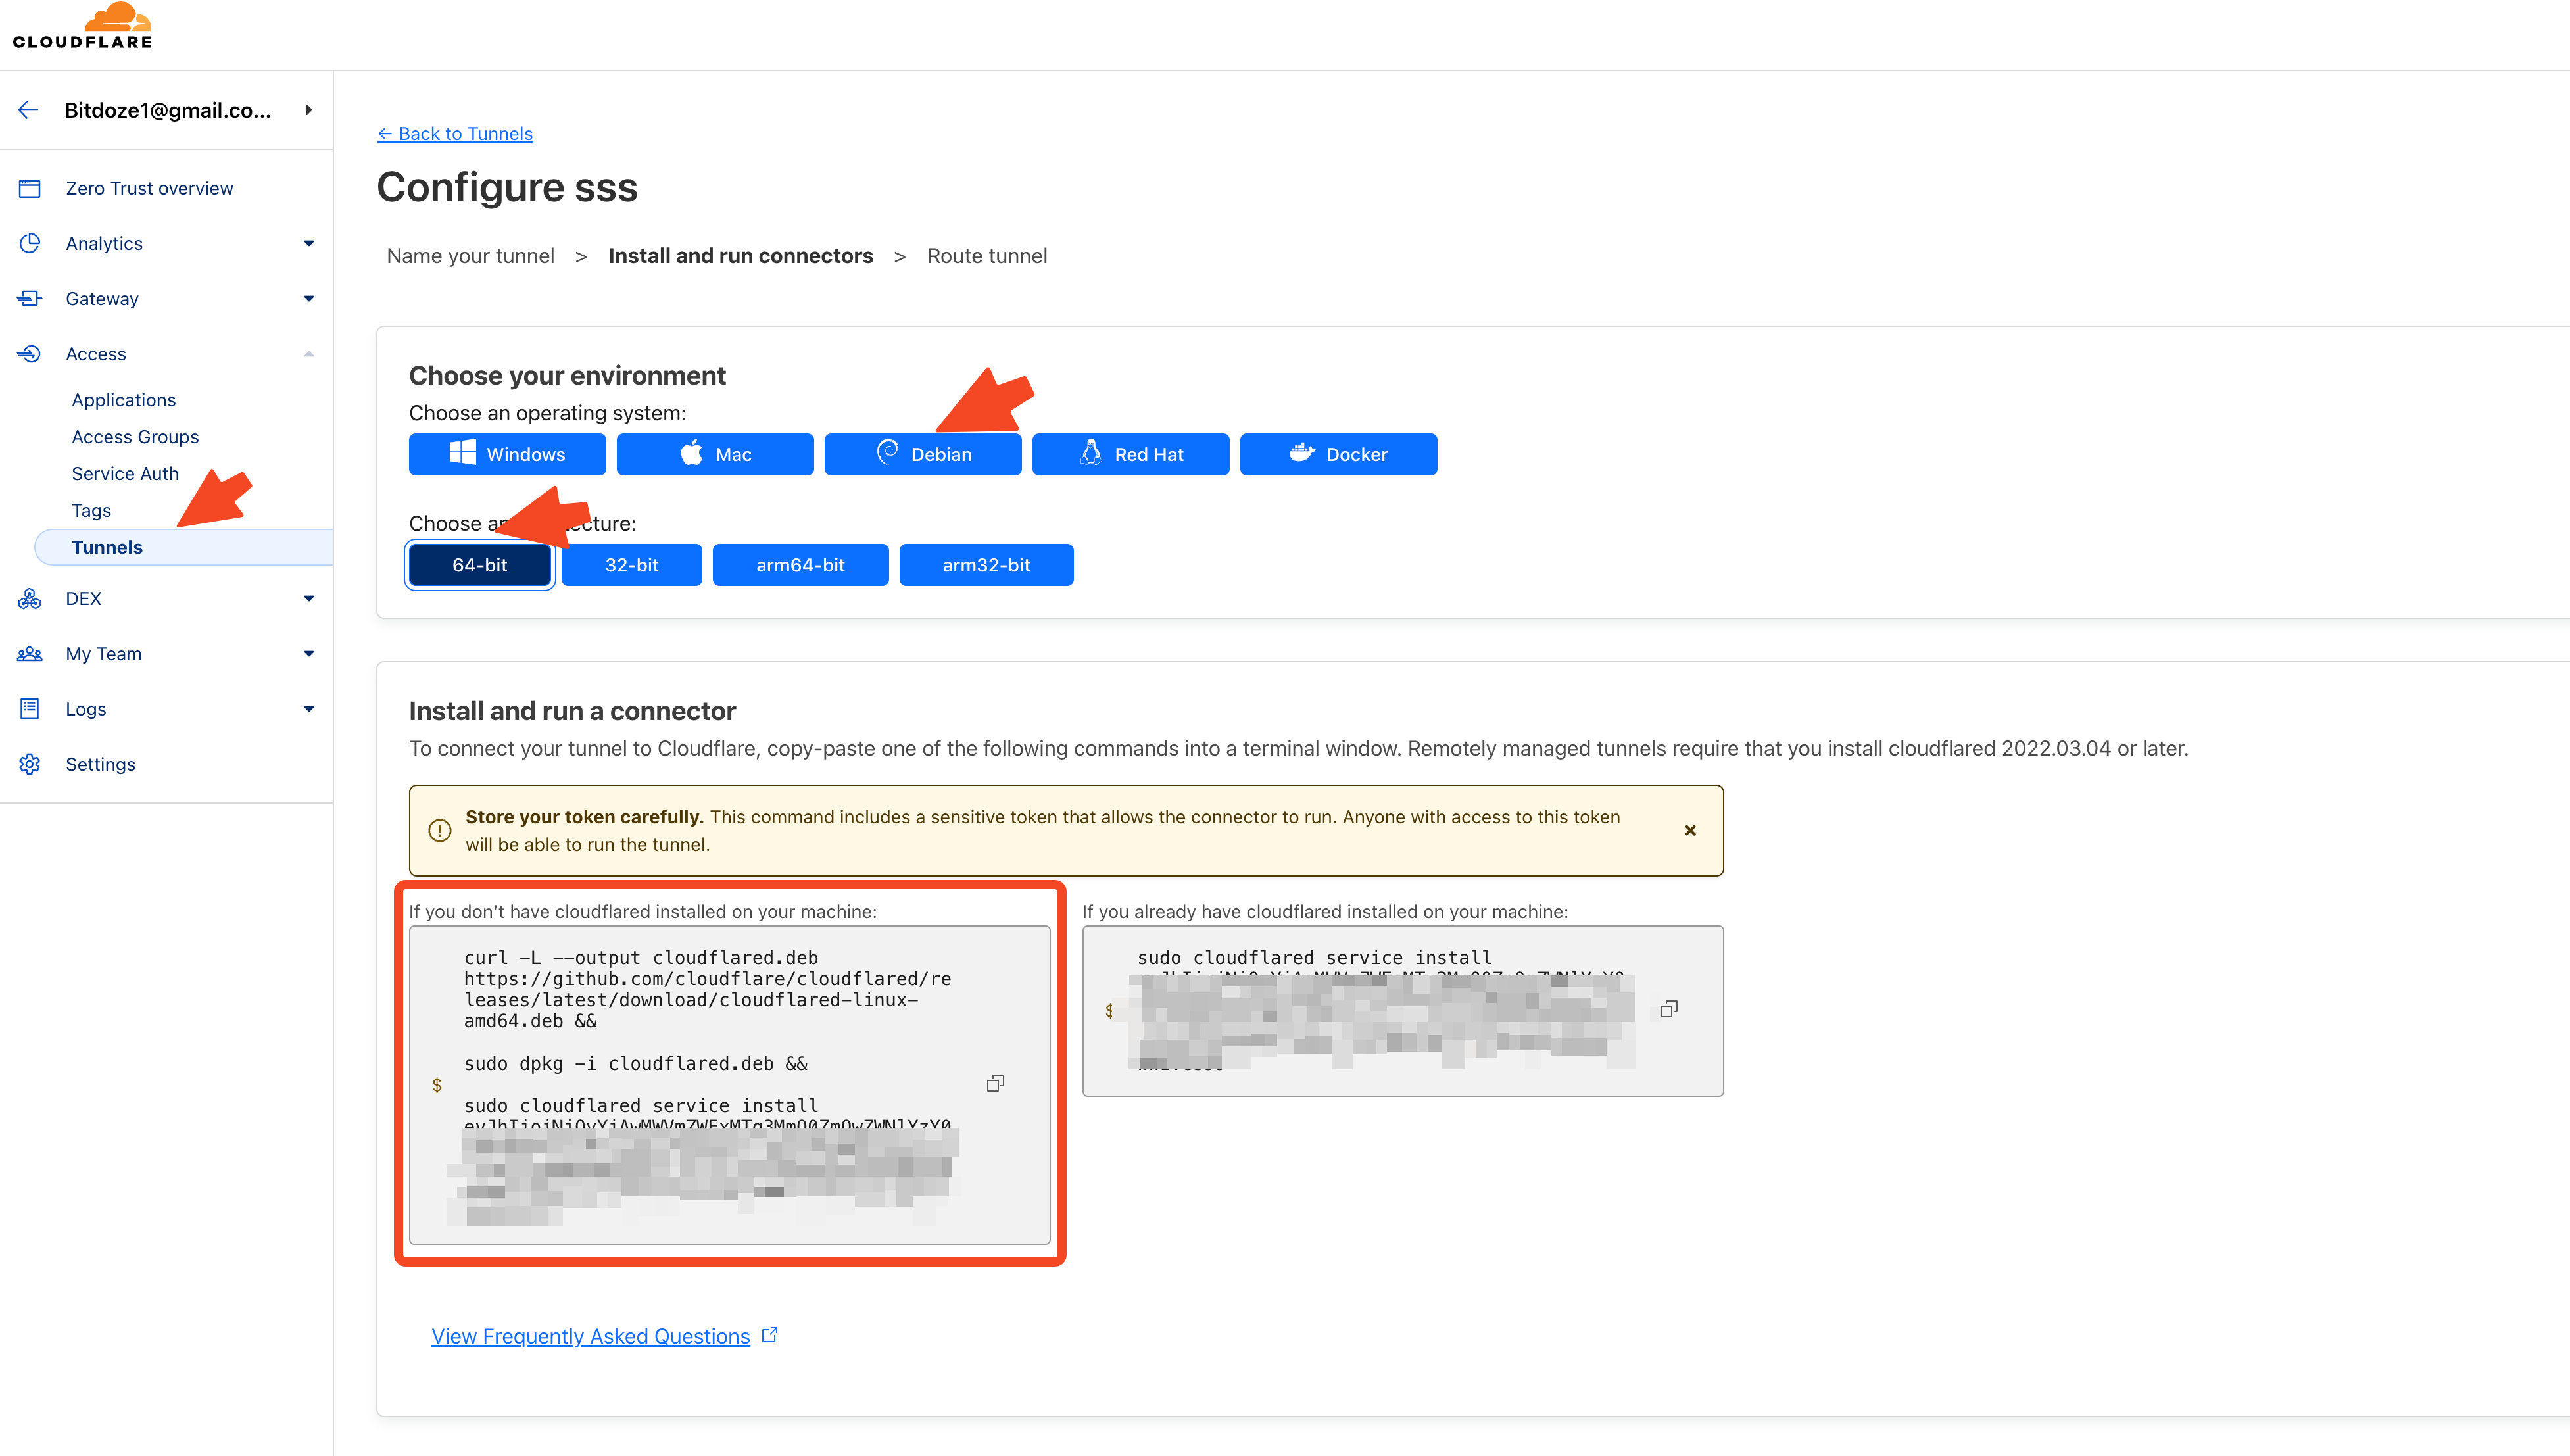 CLOUDFLARE
Bitdoze1@gmail.co...
Zero Trust overview
Analytics
Gateway
Access
Applications
Access Groups
Service Auth
Tags
Tunnels
DEX
My Team
Logs
Settings
← Back to Tunnels
Configure sss
Name your tunnel > Install and run connectors > Route tunnel
Choose your environment
Choose an operating system:
Windows Mac Debian Red Hat Docker
Choose an
cture:
64-bit 32-bit arm64-bit arm32-bit
Install and run a connector
To connect your tunnel to Cloudflare, copy-paste one of the following commands into a terminal window. Remotely managed tunnels require that you install cloudflared 2022.03.04 or later.
Store your token carefully. This command includes a sensitive token that allows the connector to run. Anyone with access to this token
will be able to run the tunnel.
If you don’t have cloudflared installed on your machine:
$
curl -L --output cloudflared.deb
https://github.com/cloudflare/cloudflared/re
leases/latest/download/cloudflared-linux-
amd64.deb &&
sudo dpkg -i cloudflared.deb &&
sudo cloudflared service install
If you already have cloudflared installed on your machine:
$
sudo cloudflared service install
View Frequently Asked Questions